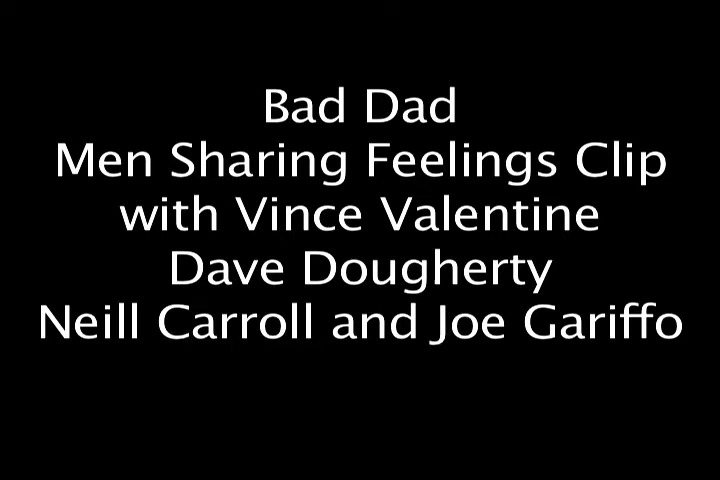 Bad Dad
Men Sharing Feelings Clip
with Vince Valentine
Dave Dougherty
Neill Carroll and Joe Gariffo